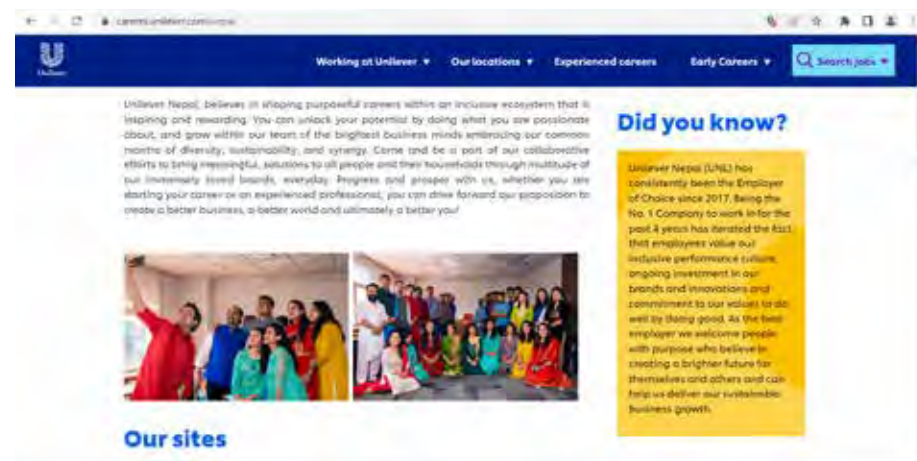 careers.unilever.com/nepal
Unilever
Working at Unilever
Our locations
Experienced careers
Early Careers
Search jobs
Unilever Nepal, believes in shaping purposeful careers within an inclusive ecosystem that is
inspiring and rewarding. You can unlock your potential by doing what you are passionate
about, and grow within our team of the brightest business minds embracing our common
mantra of diversity, sustainability, and synergy. Come and be a part of our collaborative
efforts to bring meaningful, solutions to all people and their households through multitude of
our immensely loved brands, everyday. Progress and prosper with us, whether you are
starting your career or an experienced professional, you can drive forward our proposition to
create a better business, a better world and ultimately a better you!
Did you know?
Unilever Nepal (UNL) has
consistently been the Employer
of Choice since 2017. Being the
No. 1 Company to work in for the
past 4 years has iterated the fact
that employees value our
inclusive performance culture,
ongoing investment in our
brands and innovations and
commitment to our values to do
well by doing good. As the best
employer we welcome people
with purpose who believe in
creating a brighter future for
themselves and others and can
help us deliver our sustainable
business growth.
Our sites